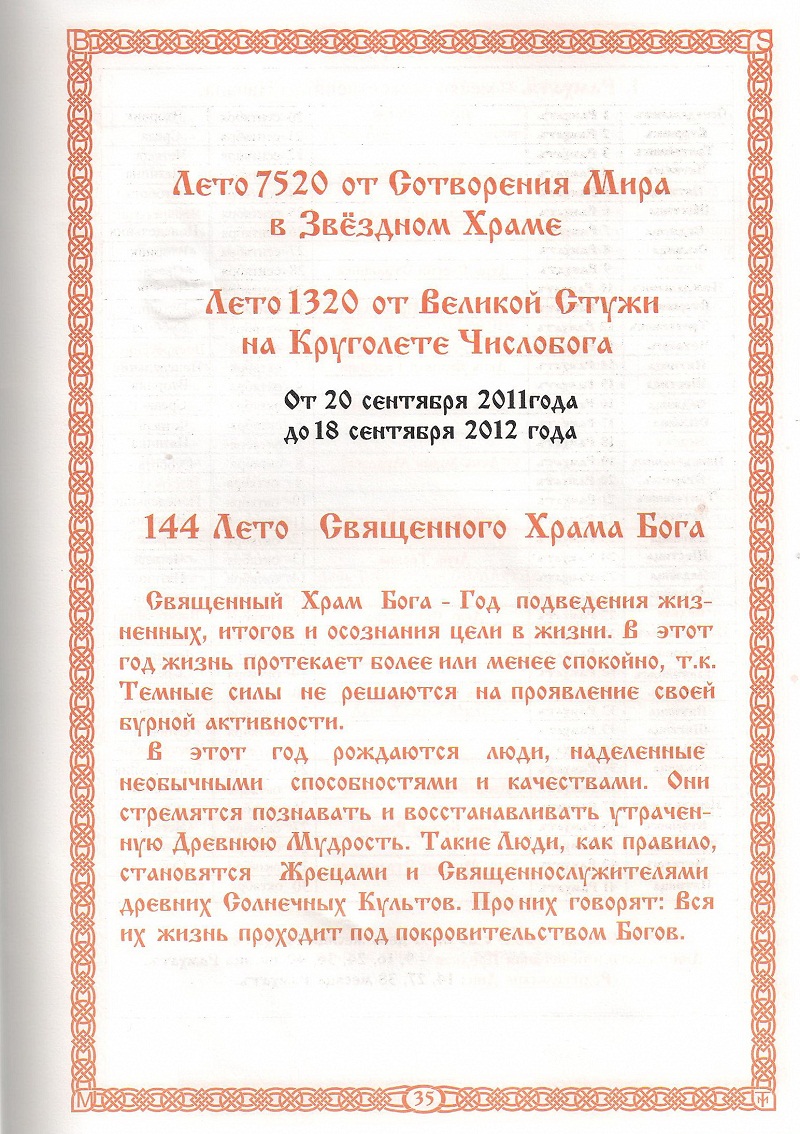 Лето 7520 от Сотворения Мира
в Звёздном Храме
Лето 1320 от Великой Стужи
на Круголете Числобога
От 20 сентября 2011года
до 18 сентября 2012 года
144 Лето Священного Храма Бога
Священный Храм Бога - Год подведения жиз-
ненных, итогов и осознания цели в жизни. В этот
год жизнь протекает более или менее спокойно, т.к.
Темные силы не решаются на проявление своей
бурной активности.
В этот год рождаются люди, наделенные
необычными способностями и качествами. Они
стремятся познавать и восстанавливать утрачен-
ную Древнюю Мудрость. Такие Люди, как правило,
становятся Жрецами и Священнослужителями
древних Солнечных Культов. Про них говорят: Вся
их жизнь проходит под покровительством Богов.
35